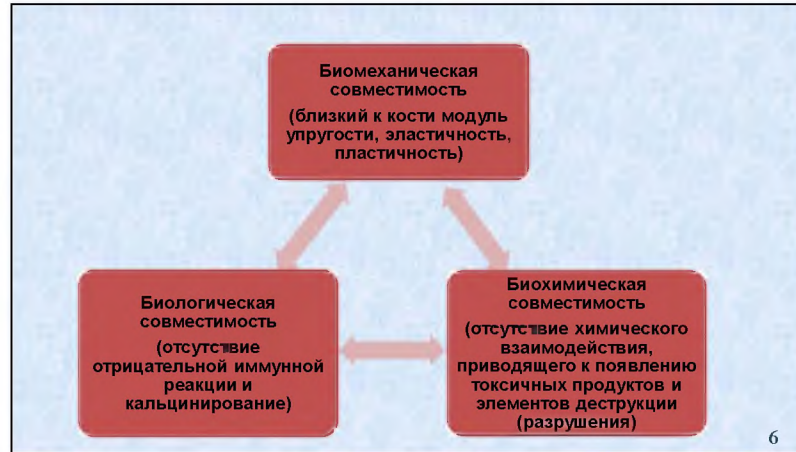 Биомеханическая
совместимость
(близкий к кости модуль
упругости, эластичность,
пластичность)
Биологическая
совместимость
(отсутствие
отрицательной иммунной
реакции и
кальцинирование)
Биохимическая
совместимость
(отсутствие химического
взаимодействия,
приводящего к появлению
токсичных продуктов и
элементов деструкции
(разрушения)
6